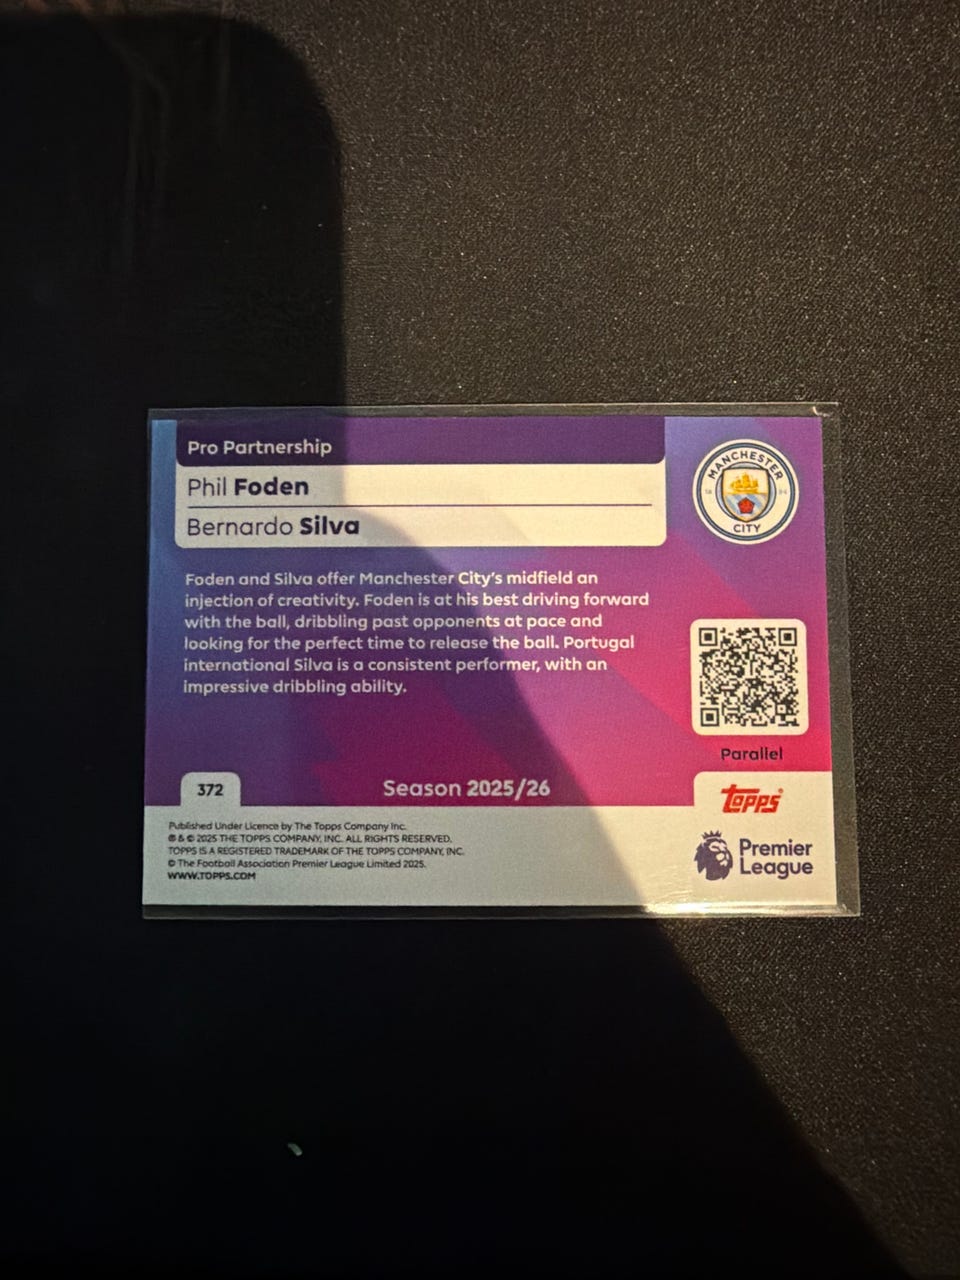 Pro Partnership
Phil Foden
Bernardo Silva
MANCHESTER
18 94
CITY
Foden and Silva offer Manchester City's midfield an
injection of creativity. Foden is at his best driving forward
with the ball, dribbling past opponents at pace and
looking for the perfect time to release the ball. Portugal
international Silva is a consistent performer, with an
impressive dribbling ability.
Parallel
372
Season 2025/26
Topps
Published Under Licence by The Topps Company Inc.
® & © 2025 THE TOPPS COMPANY, INC. ALL RIGHTS RESERVED.
TOPPS IS A REGISTERED TRADEMARK OF THE TOPPS COMPANY, INC.
© The Football Association Premier League Limited 2025.
WWW.TOPPS.COM
Premier
League